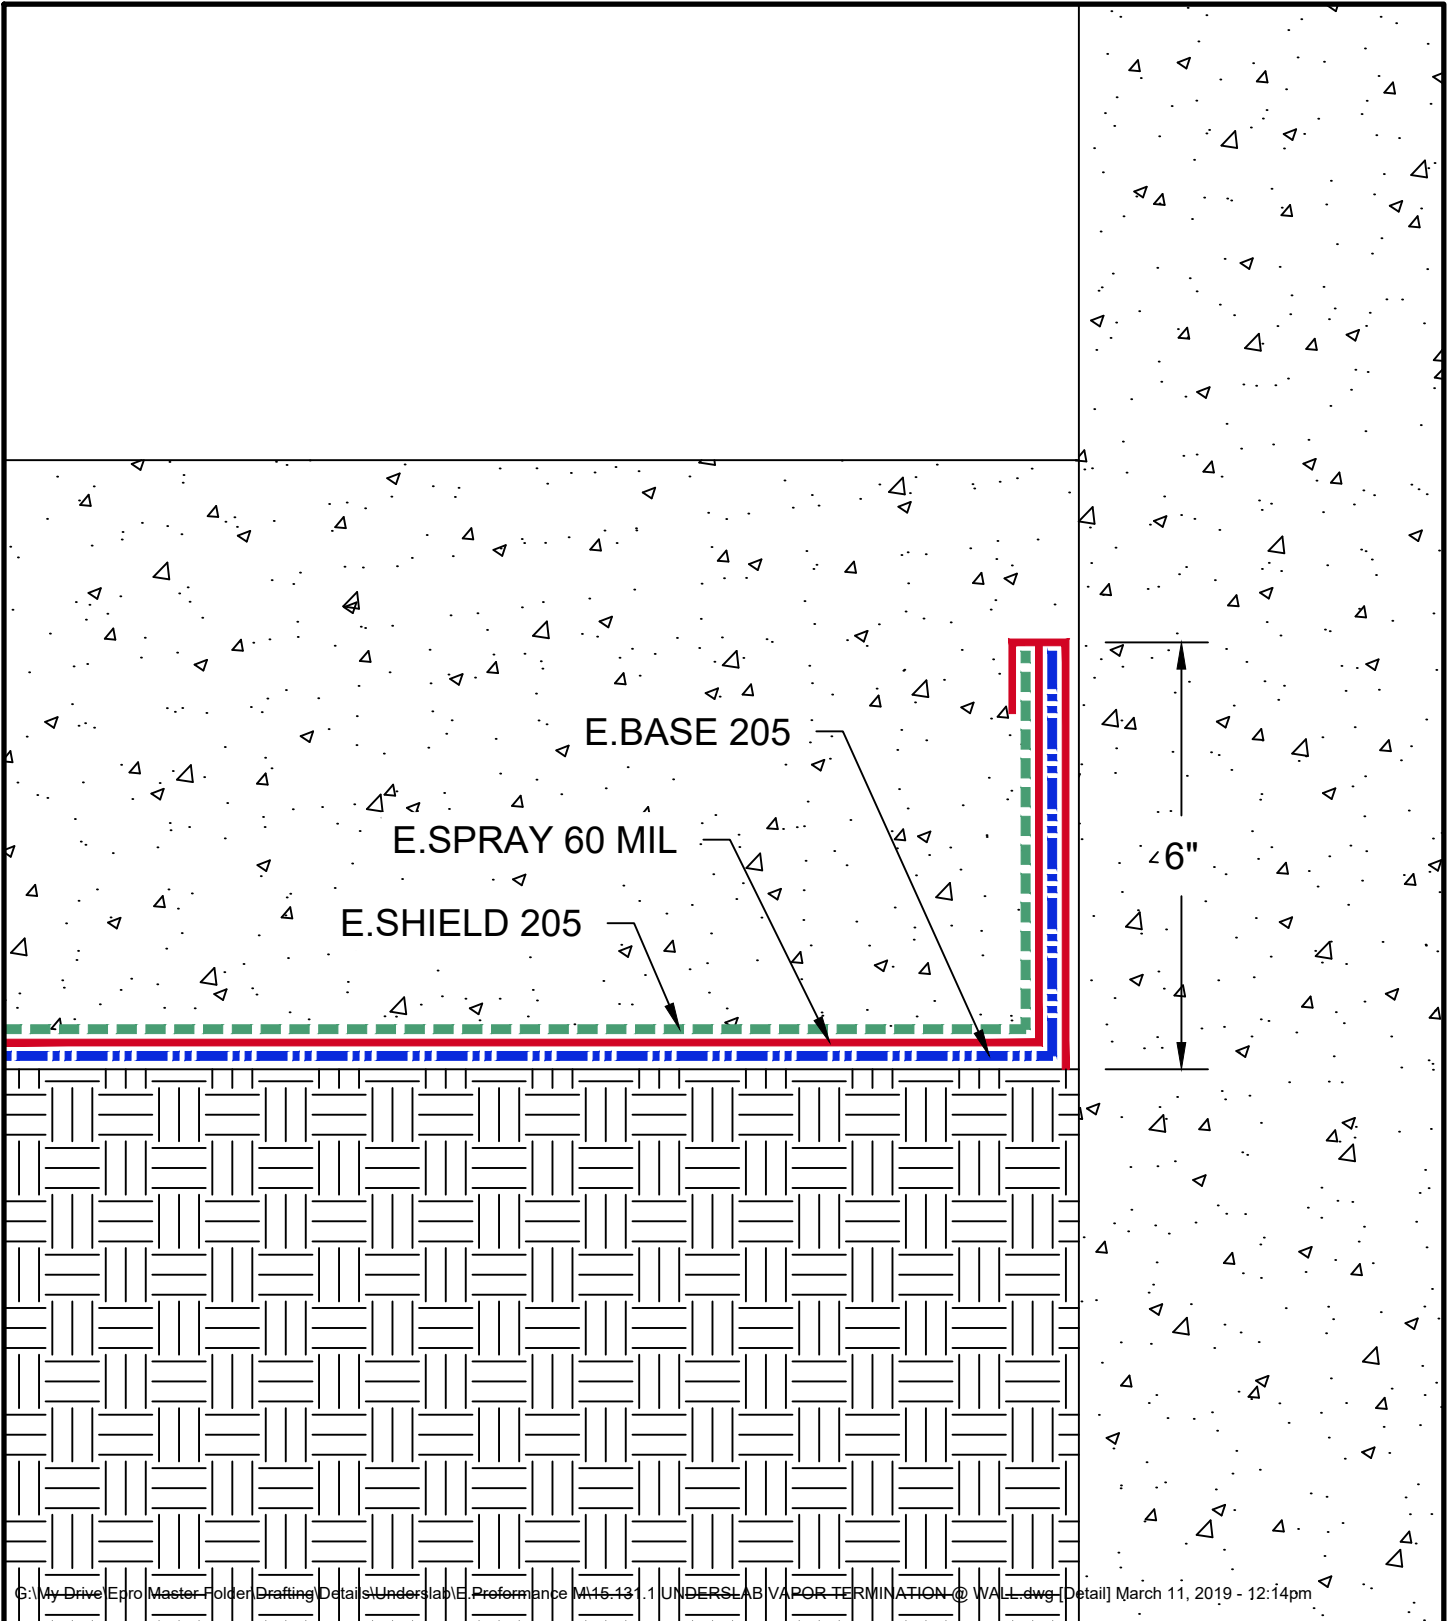 E.BASE 205
E.SPRAY 60 MIL
6"
E.SHIELD 205
G:\My Drive\Epro Master Folder\Drafting\Details\Underslab\E.Proformance M\15.131.1 UNDERSLAB VAPOR TERMINATION @ WALL.dwg [Detail] March 11, 2019 - 12:14pm